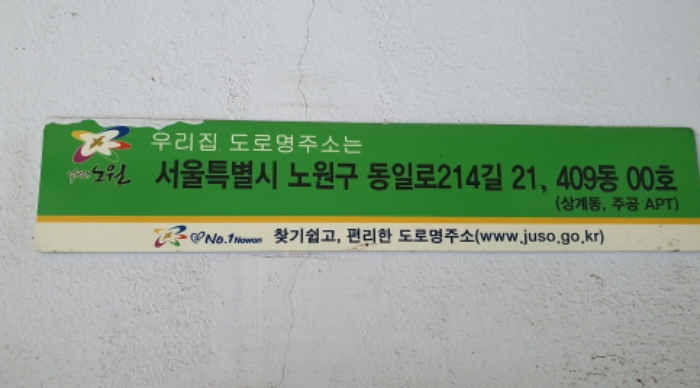 우리집 도로명주소는
서울특별시 노원구 동일로214길 21, 409동 00호
(상계동, 주공 APT)
노원
No.1 Nowon 찾기쉽고, 편리한 도로명주소(www.juso.go.kr)